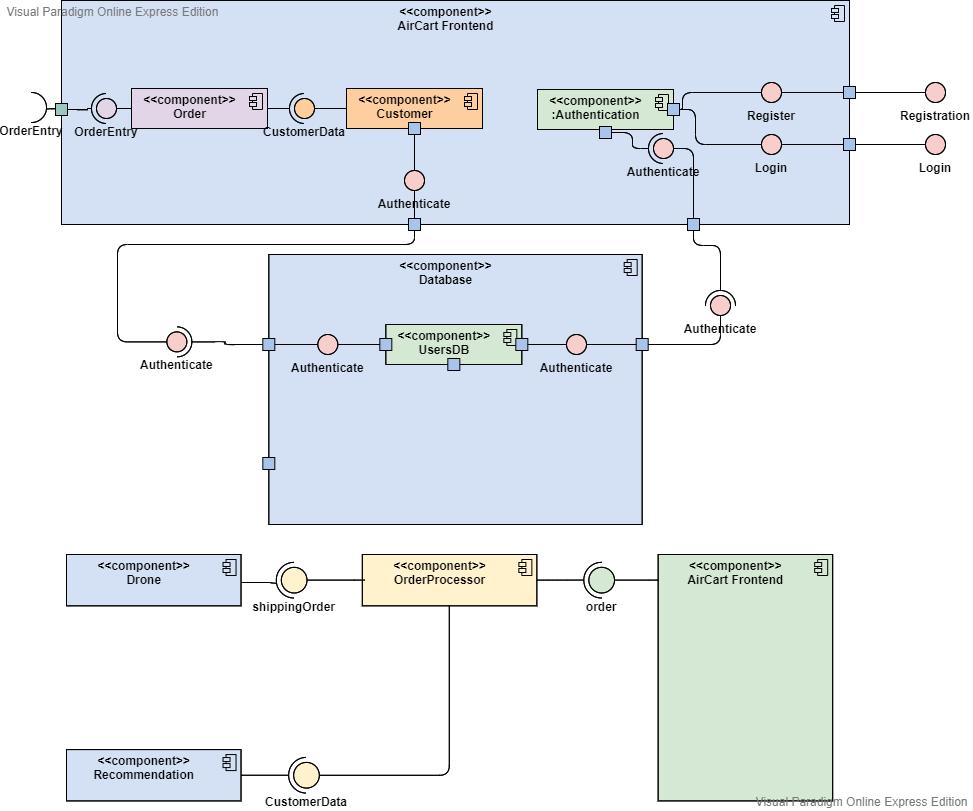 Visual Paradigm Online Express Edition
<<component>>
AirCart Frontend
OrderEntry
OrderEntry
<<component>>
Order
CustomerData
<<component>>
Customer
Authenticate
<<component>>
:Authentication
Authenticate
Register
Registration
Login
Login
<<component>>
Database
Authenticate
Authenticate
<<component>>
UsersDB
Authenticate
Authenticate
<<component>>
Drone
shippingOrder
<<component>>
OrderProcessor
order
<<component>>
AirCart Frontend
<<component>>
Recommendation
CustomerData
Visual Paradigm Online Express Edition